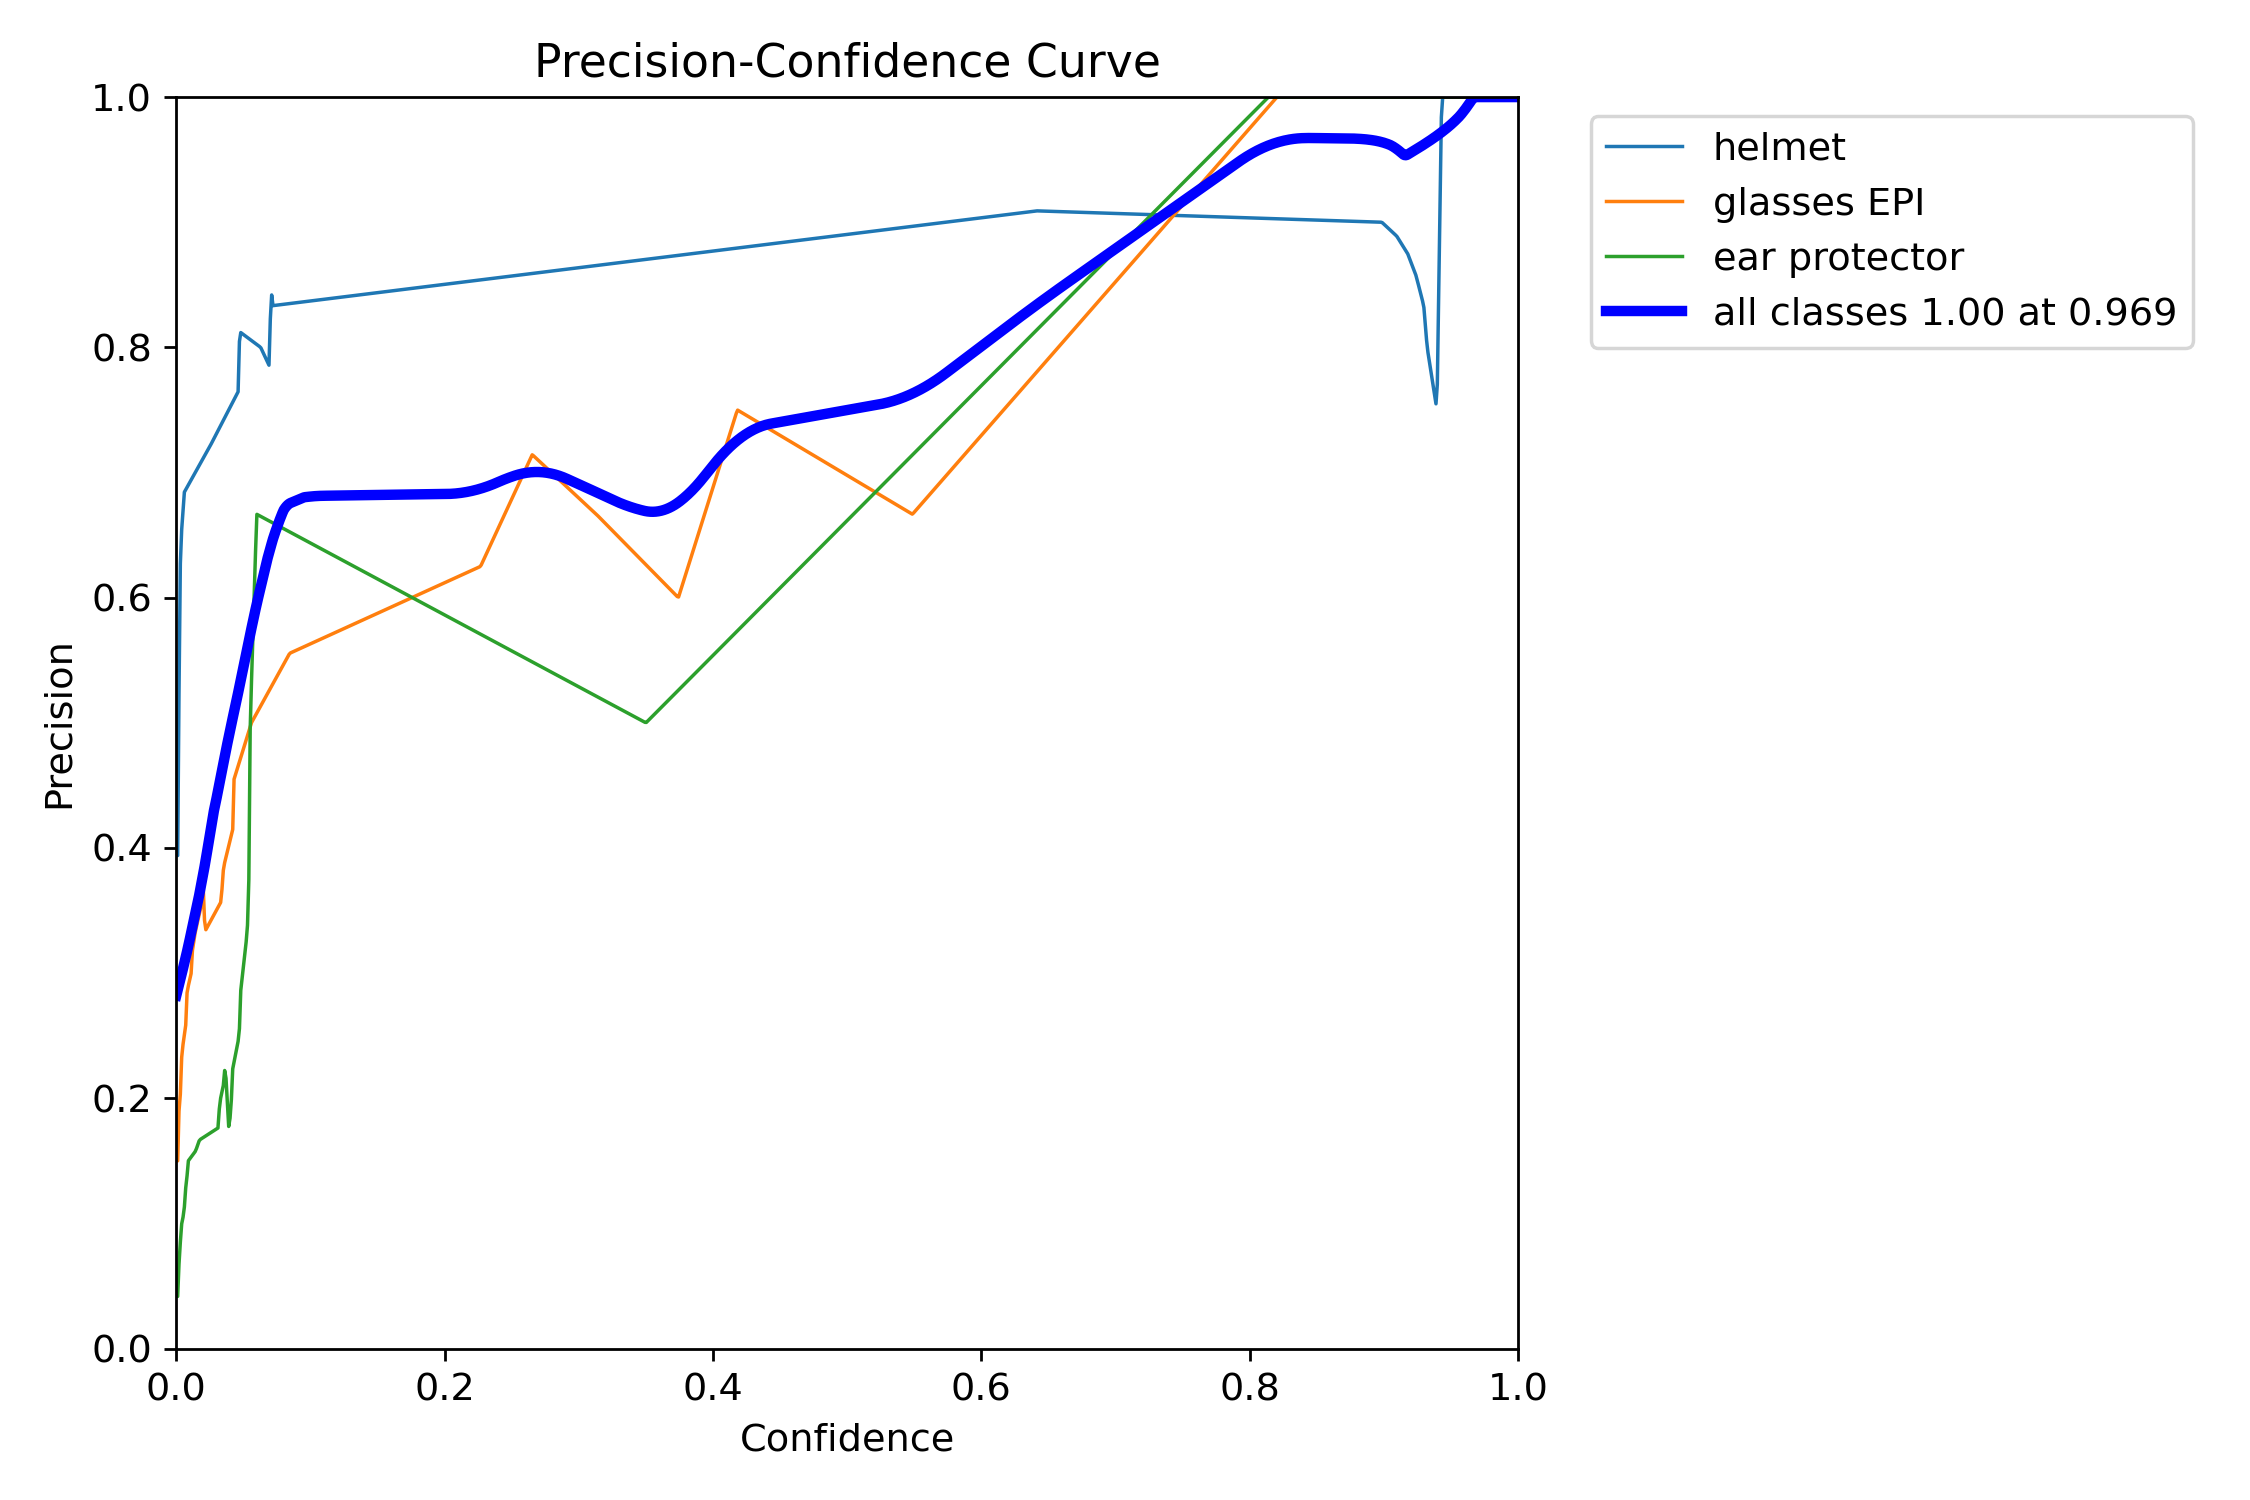 Precision-Confidence Curve
1.0
0.8
0.6
0.4
0.2
0.0
Precision
0.0 0.2 0.4 0.6 0.8 1.0
Confidence
helmet
glasses EPI
ear protector
all classes 1.00 at 0.969